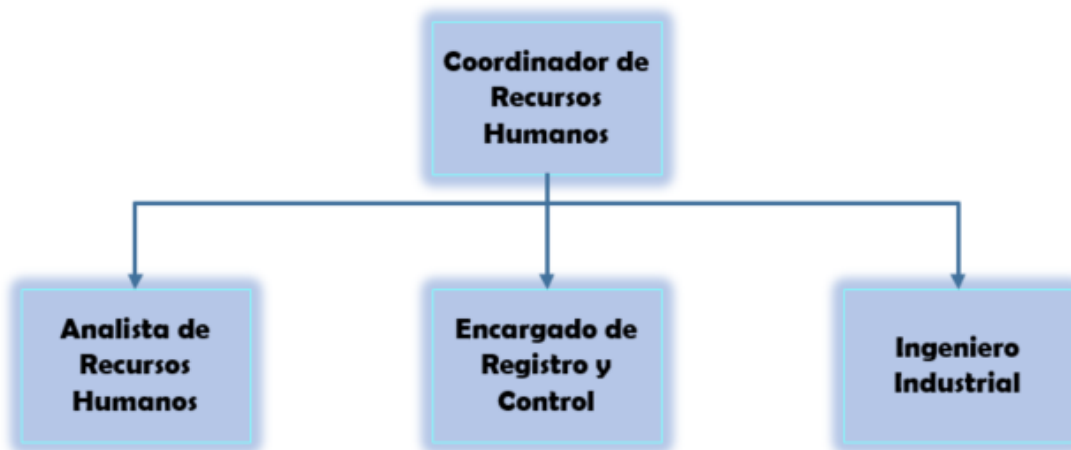 Coordinador de
Recursos
Humanos
Analista de
Recursos
Humanos
Encargado de
Registro y
Control
Ingeniero
Industrial